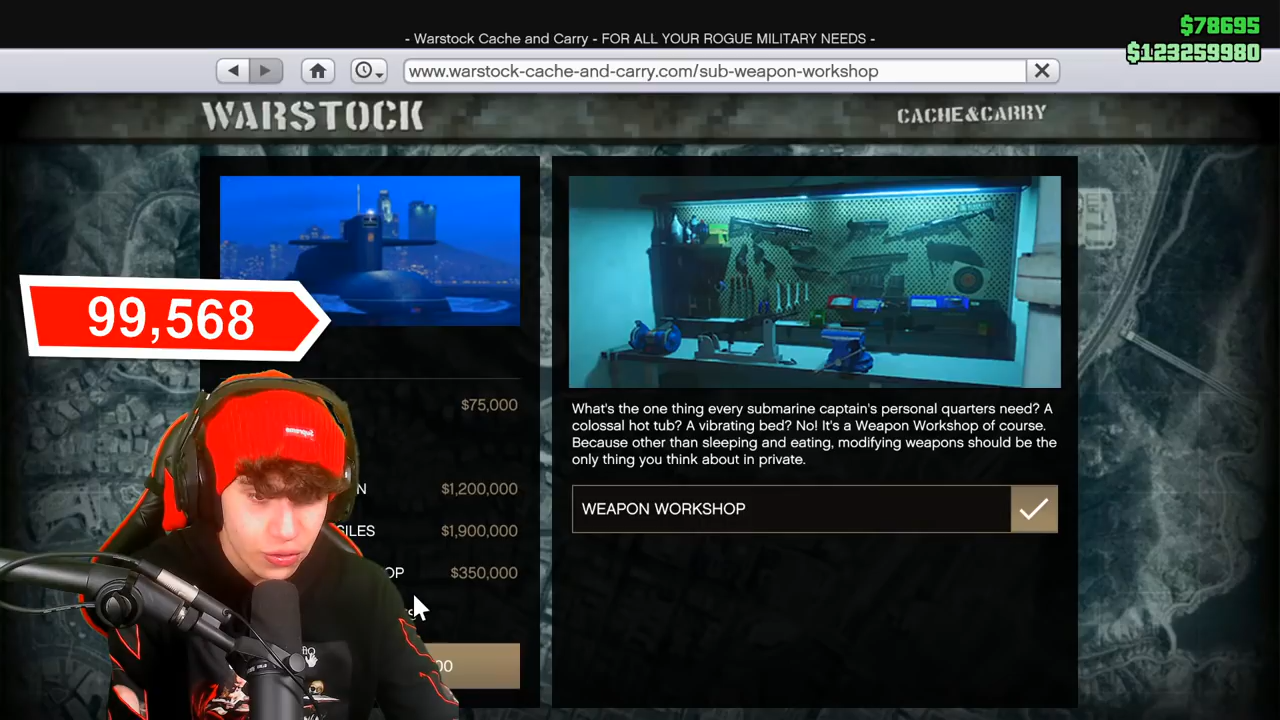 - Warstock Cache and Carry - FOR ALL YOUR ROGUE MILITARY NEEDS -
$78695
$123259980
www.warstock-cache-and-carry.com/sub-weapon-workshop
WARSTOCK
CACHE&CARRY
99,568
$75,000
N $1,200,000
SILES $1,900,000
OP $350,000
00
What's the one thing every submarine captain's personal quarters need? A
colossal hot tub? A vibrating bed? No! It's a Weapon Workshop of course.
Because other than sleeping and eating, modifying weapons should be the
only thing you think about in private.
WEAPON WORKSHOP